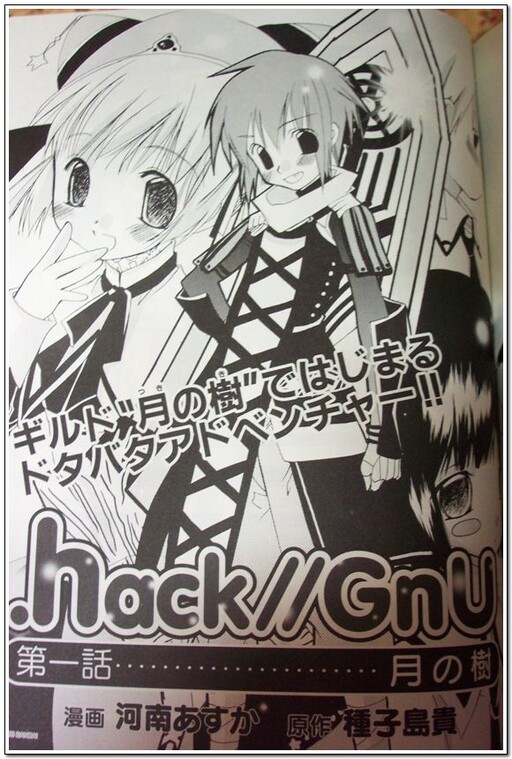 ギルド"月の樹"ではじまる
ドタバタアドベンチャー!!
.hack//GnU
第一話..............................月の樹
漫画 河南あすか 原作 種子島貴